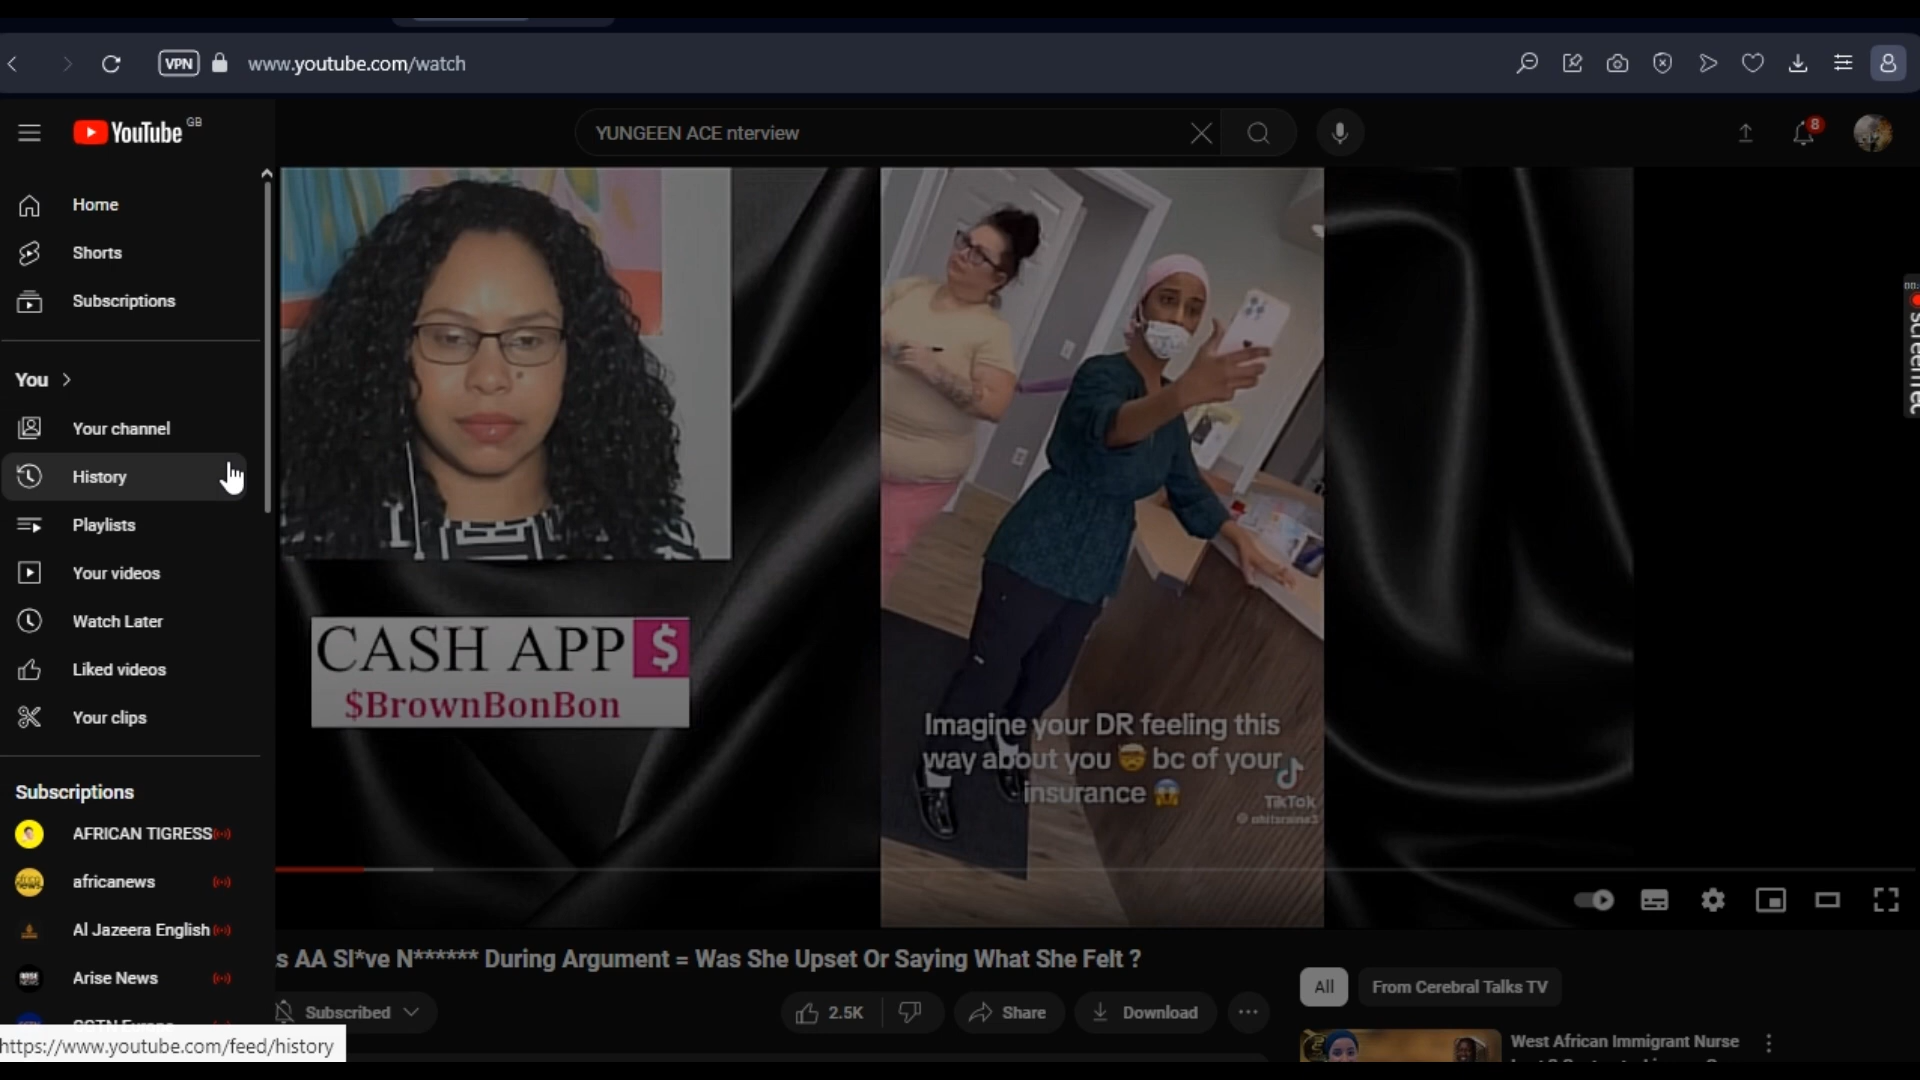 VPN
www.youtube.com/watch
YouTube
GB
YUNGEEN ACE nterview
8
Home
Shorts
Subscriptions
You
Your channel
History
Playlists
Your videos
Watch Later
Liked videos
Your clips
Subscriptions
AFRICAN TIGRESS
africanews
Al Jazeera English
Arise News
https://www.youtube.com/feed/history
CASH APP $
$BrownBonBon
Imagine your DR feeling this
way about you 🤯 bc of your
insurance 😱
TikTok
s AA Sl*ve N****** During Argument = Was She Upset Or Saying What She Felt ?
Subscribed
2.5K
Share
Download
All
From Cerebral Talks TV
West African Immigrant Nurse